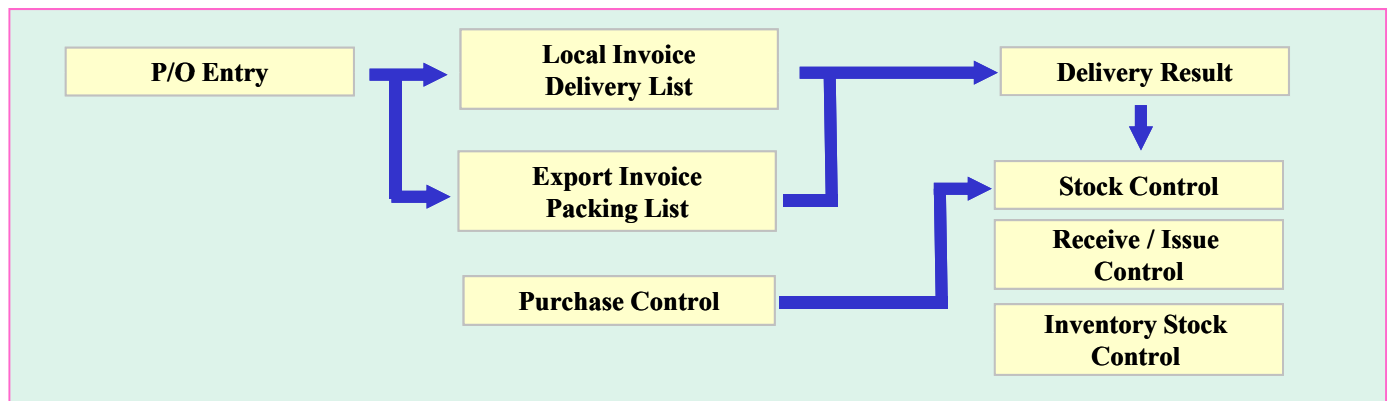 P/O Entry
Local Invoice
Delivery List
Delivery Result
Export Invoice
Packing List
Stock Control
Receive / Issue
Control
Purchase Control
Inventory Stock
Control